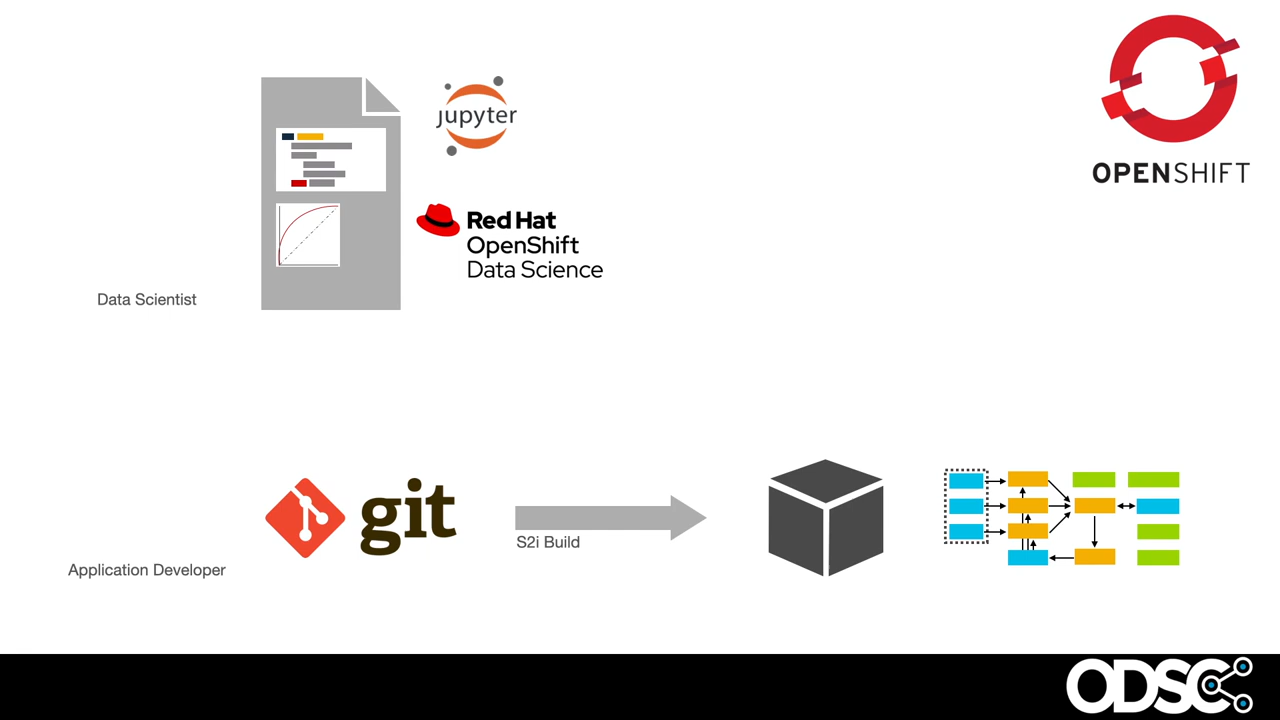 jupyter
OPENSHIFT
Red Hat
OpenShift
Data Science
Data Scientist
git
S2i Build
Application Developer
ODSC